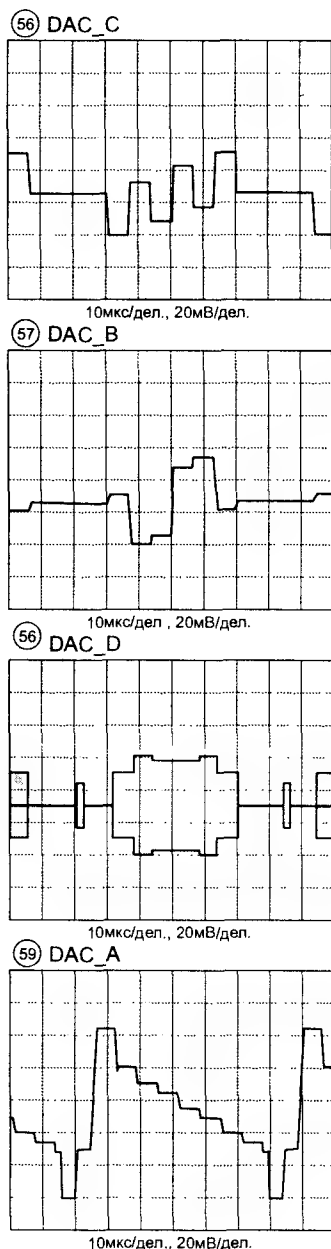 56 DAC_C
10мкс/дел., 20мВ/дел.
57 DAC_B
10мкс/дел , 20мВ/дел.
56 DAC_D
10мкс/дел., 20мВ/дел.
59 DAC_A
10мкс/дел., 20мВ/дел.